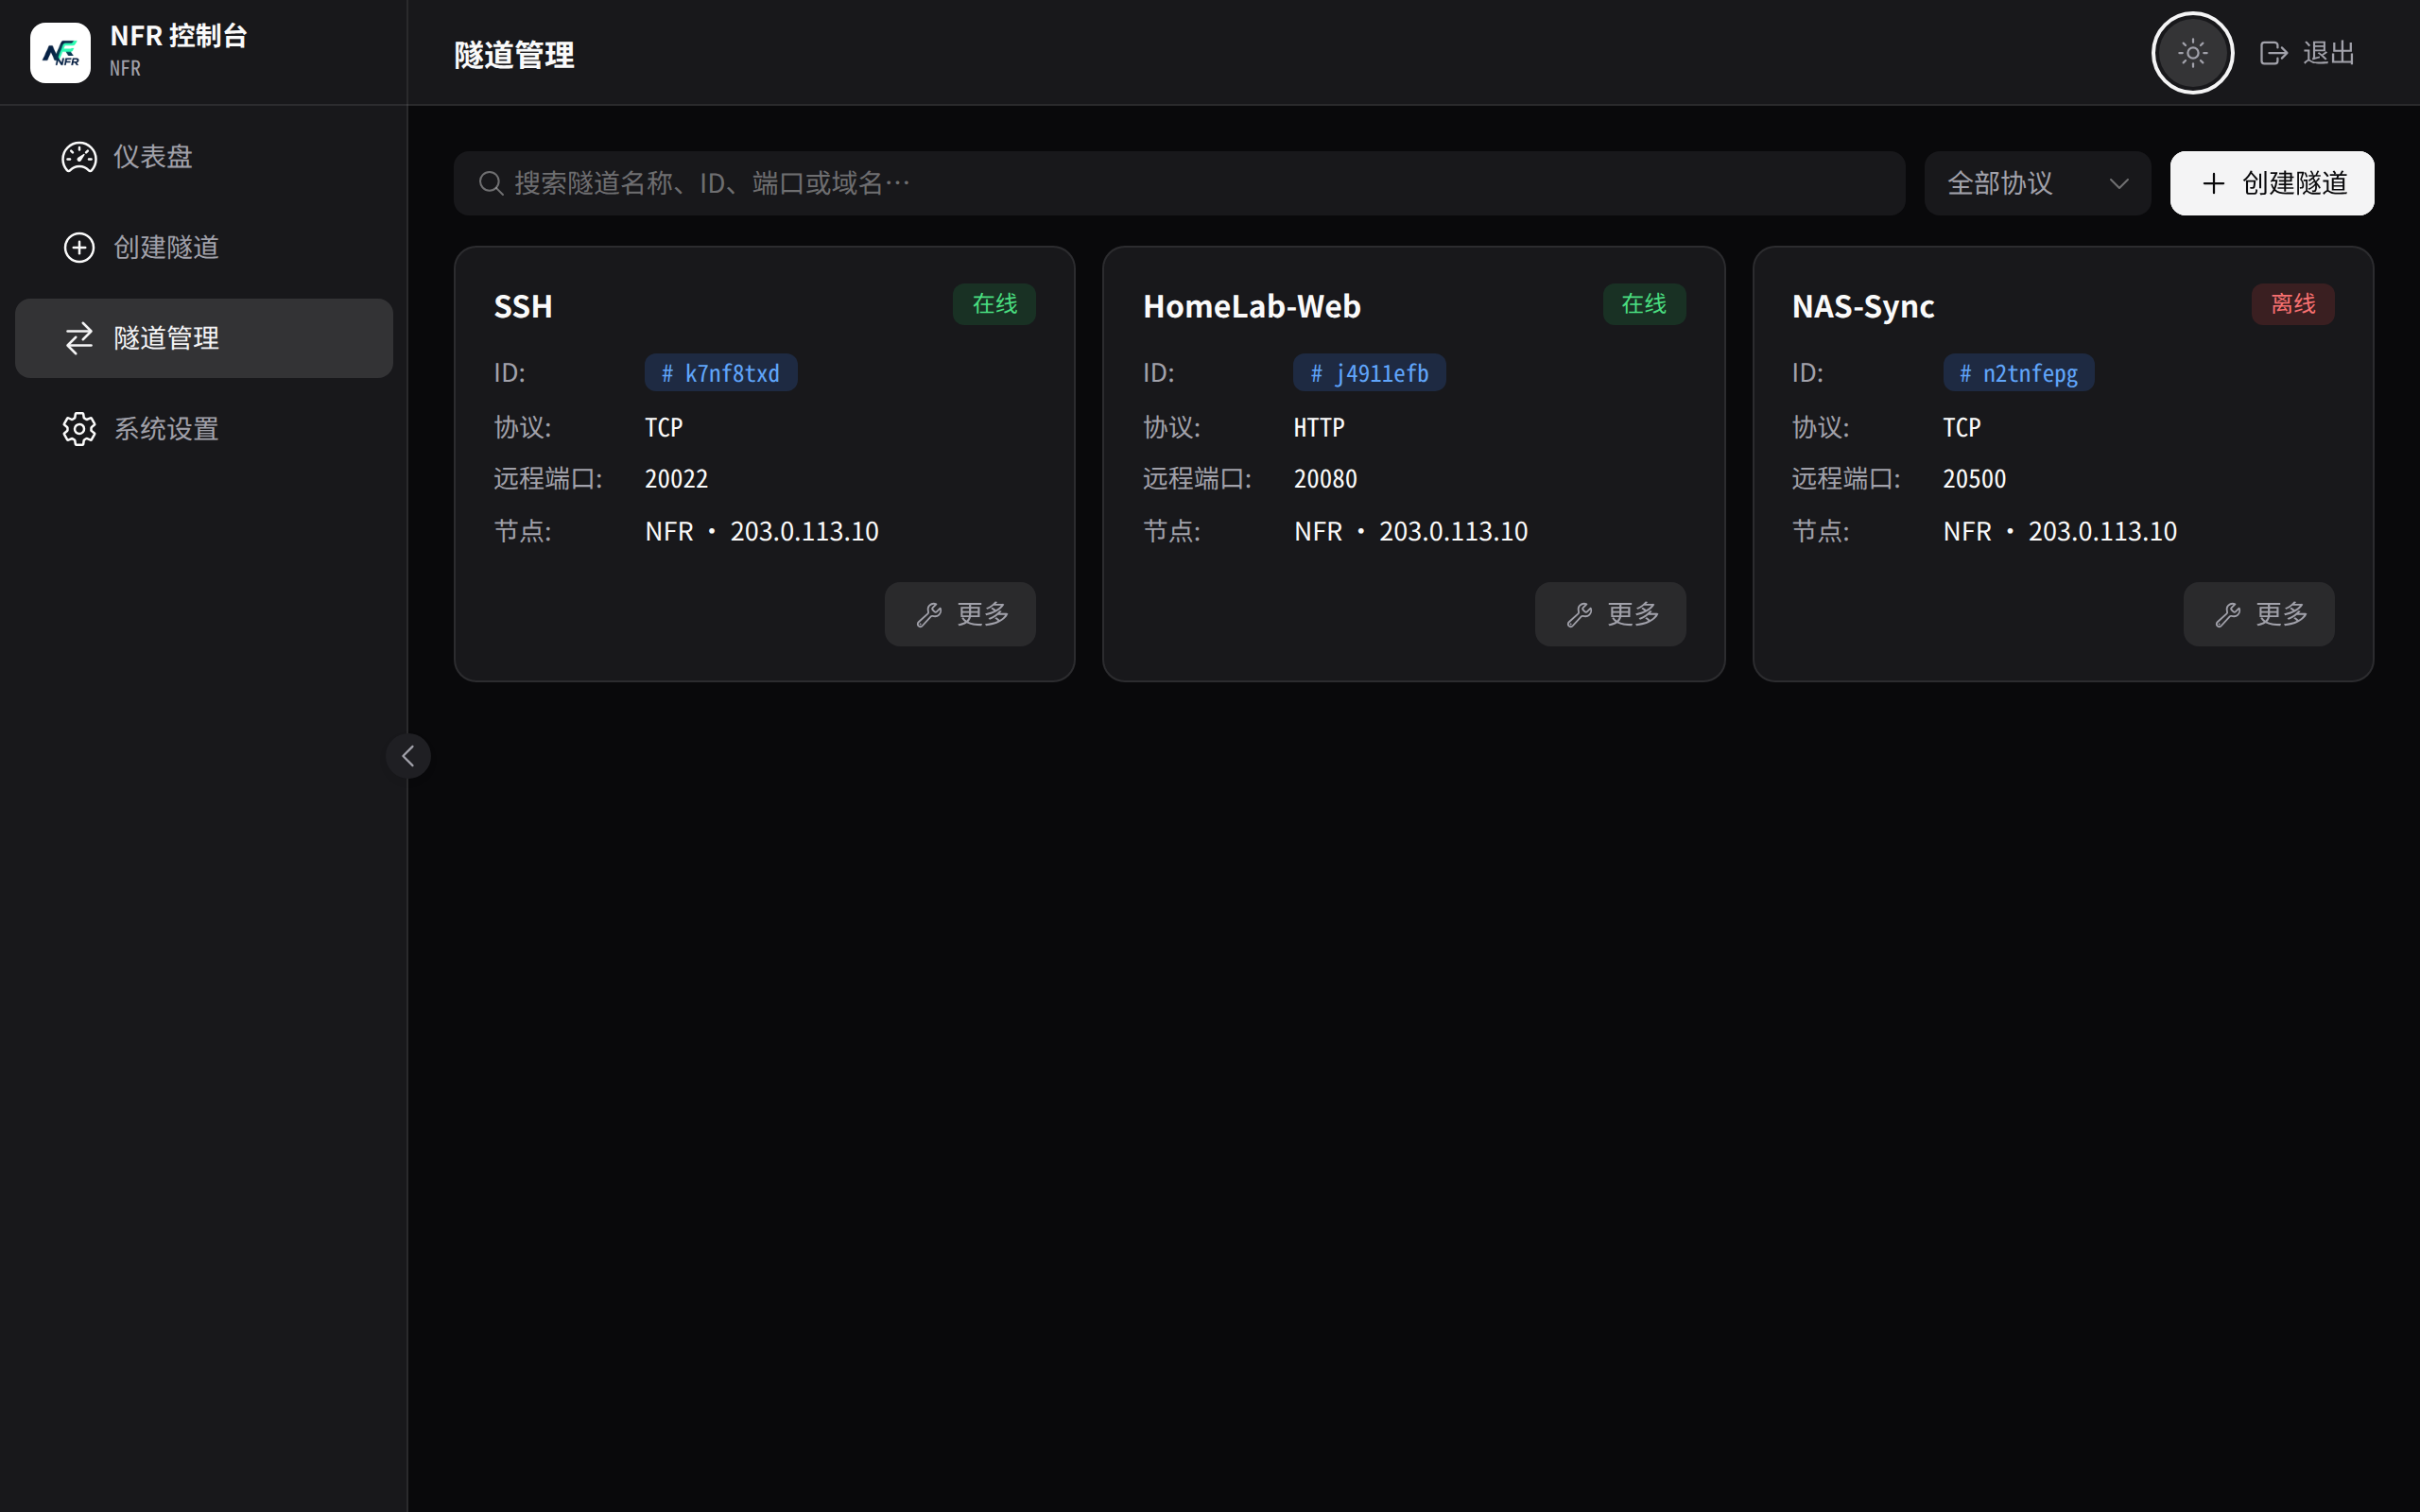 NFR 控制台
NFR
NFR
隧道管理
退出
仪表盘
创建隧道
隧道管理
系统设置
搜索隧道名称、ID、端口或域名…
全部协议
创建隧道
SSH
在线
ID:
# k7nf8txd
协议:
TCP
远程端口:
20022
节点:
NFR • 203.0.113.10
更多
HomeLab-Web
在线
ID:
# j4911efb
协议:
HTTP
远程端口:
20080
节点:
NFR • 203.0.113.10
更多
NAS-Sync
离线
ID:
# n2tnfepg
协议:
TCP
远程端口:
20500
节点:
NFR • 203.0.113.10
更多